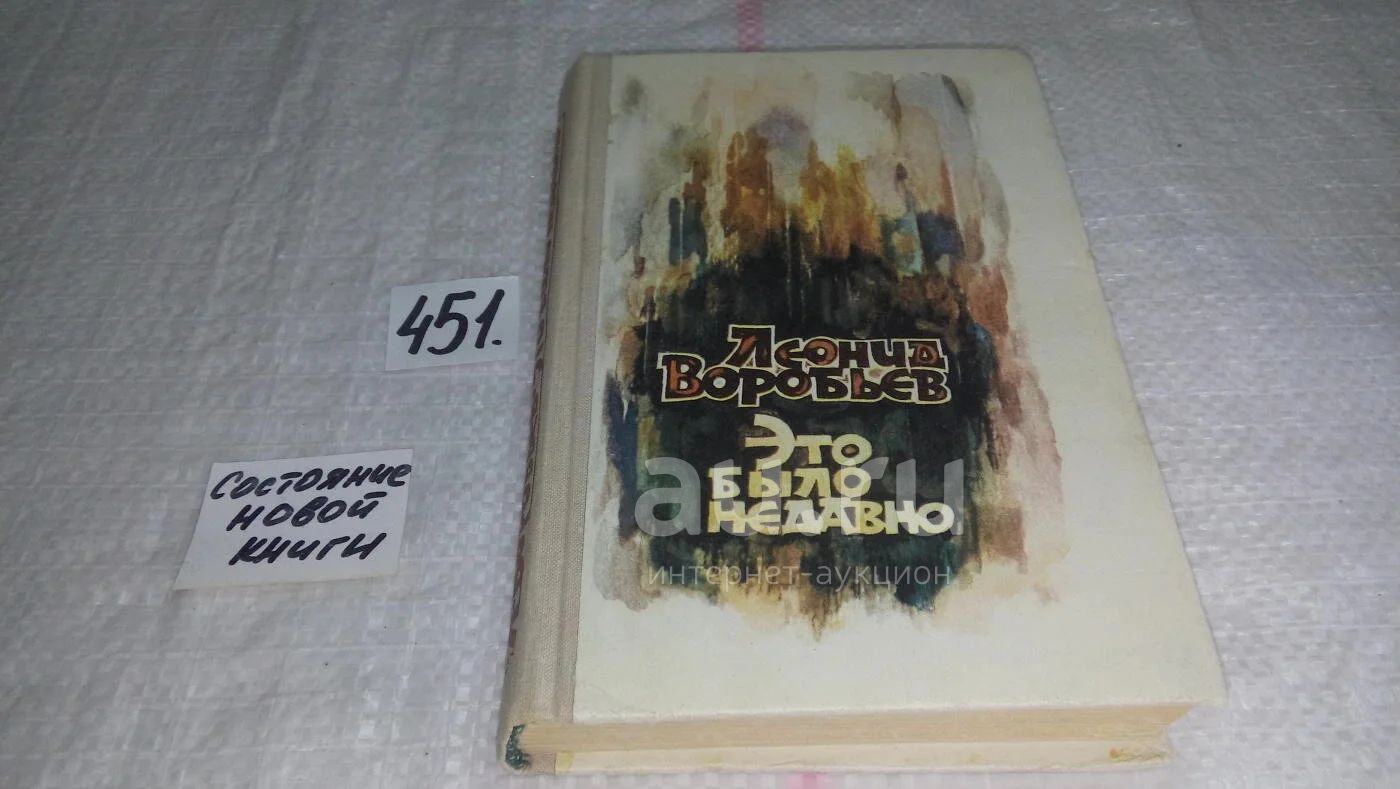 451.
Состояние
новой
книги
Леонид
Воробьев
Это
было
недавно
au.ru
интернет-аукцион